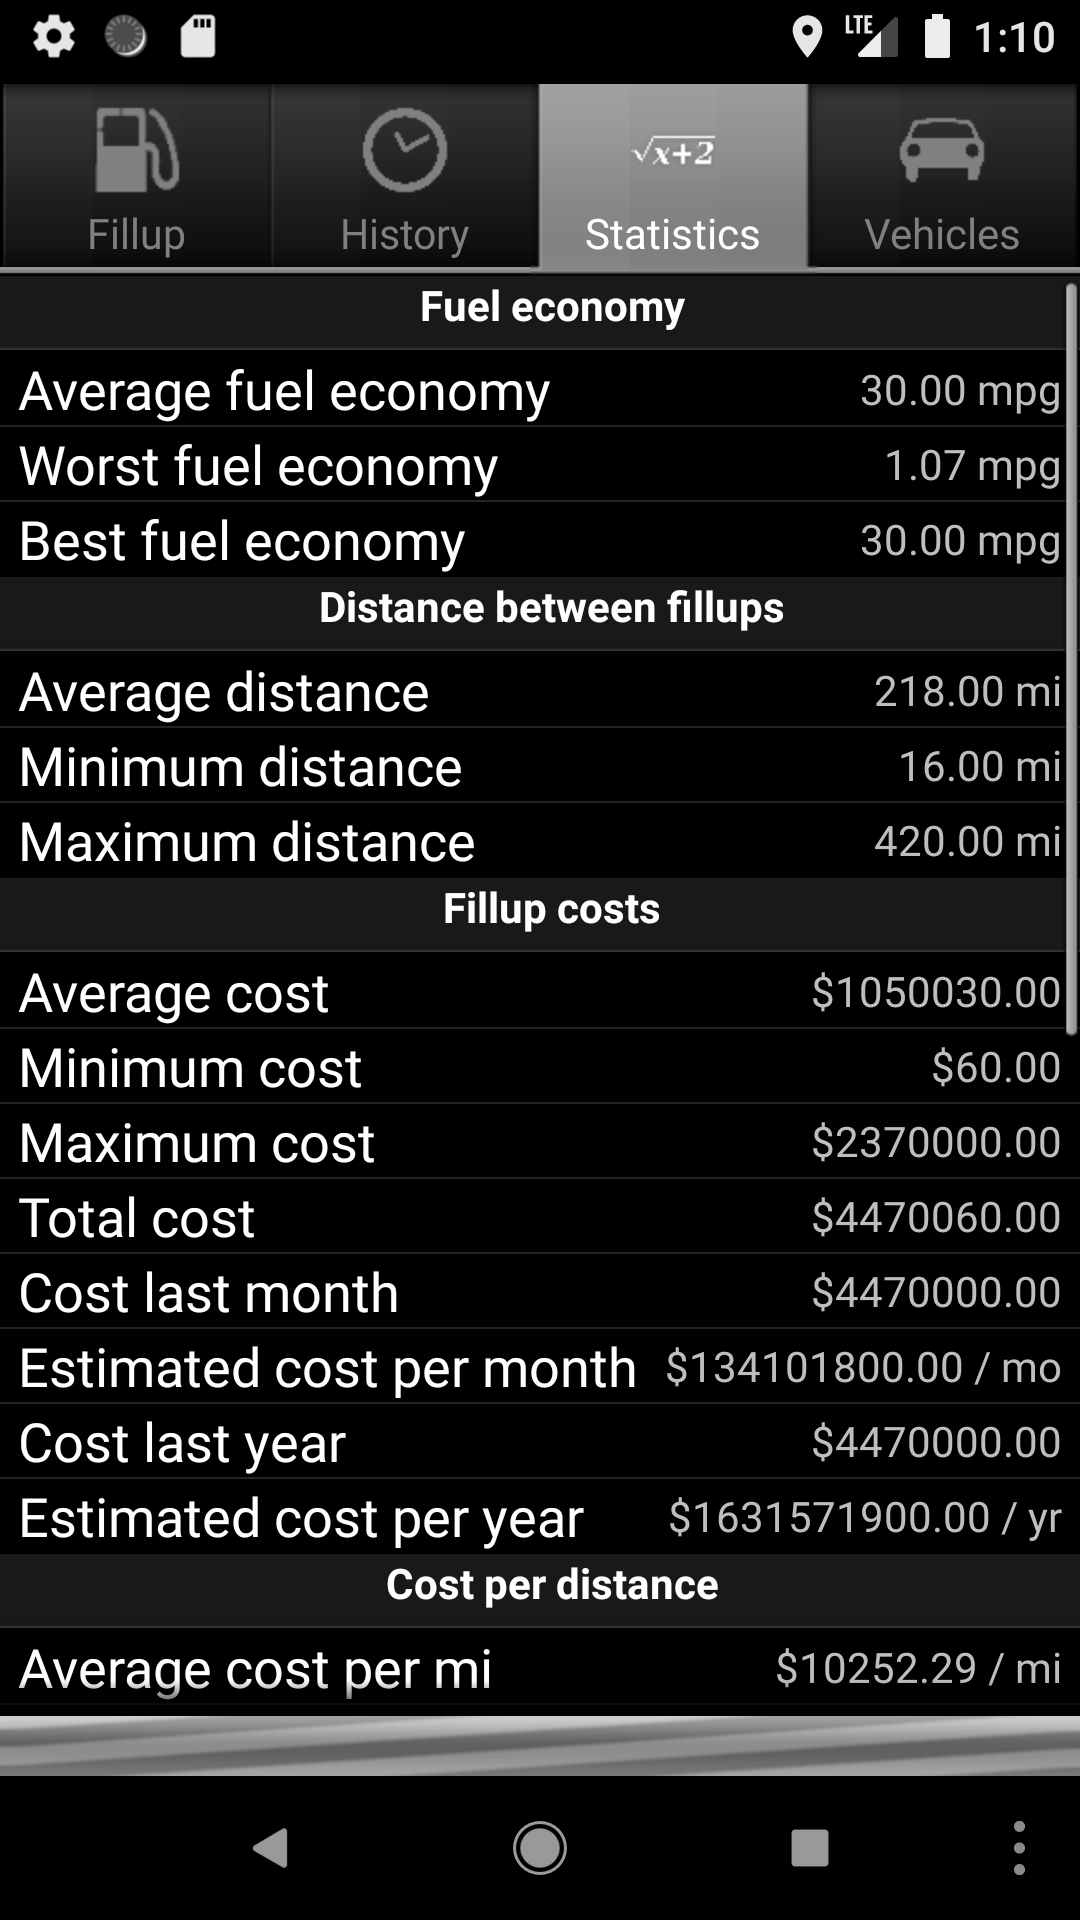 LTE 1:10
√x+2
Fillup History Statistics Vehicles
Fuel economy
Average fuel economy 30.00 mpg
Worst fuel economy 1.07 mpg
Best fuel economy 30.00 mpg
Distance between fillups
Average distance 218.00 mi
Minimum distance 16.00 mi
Maximum distance 420.00 mi
Fillup costs
Average cost $1050030.00
Minimum cost $60.00
Maximum cost $2370000.00
Total cost $4470060.00
Cost last month $4470000.00
Estimated cost per month $134101800.00 / mo
Cost last year $4470000.00
Estimated cost per year $1631571900.00 / yr
Cost per distance
Average cost per mi $10252.29 / mi